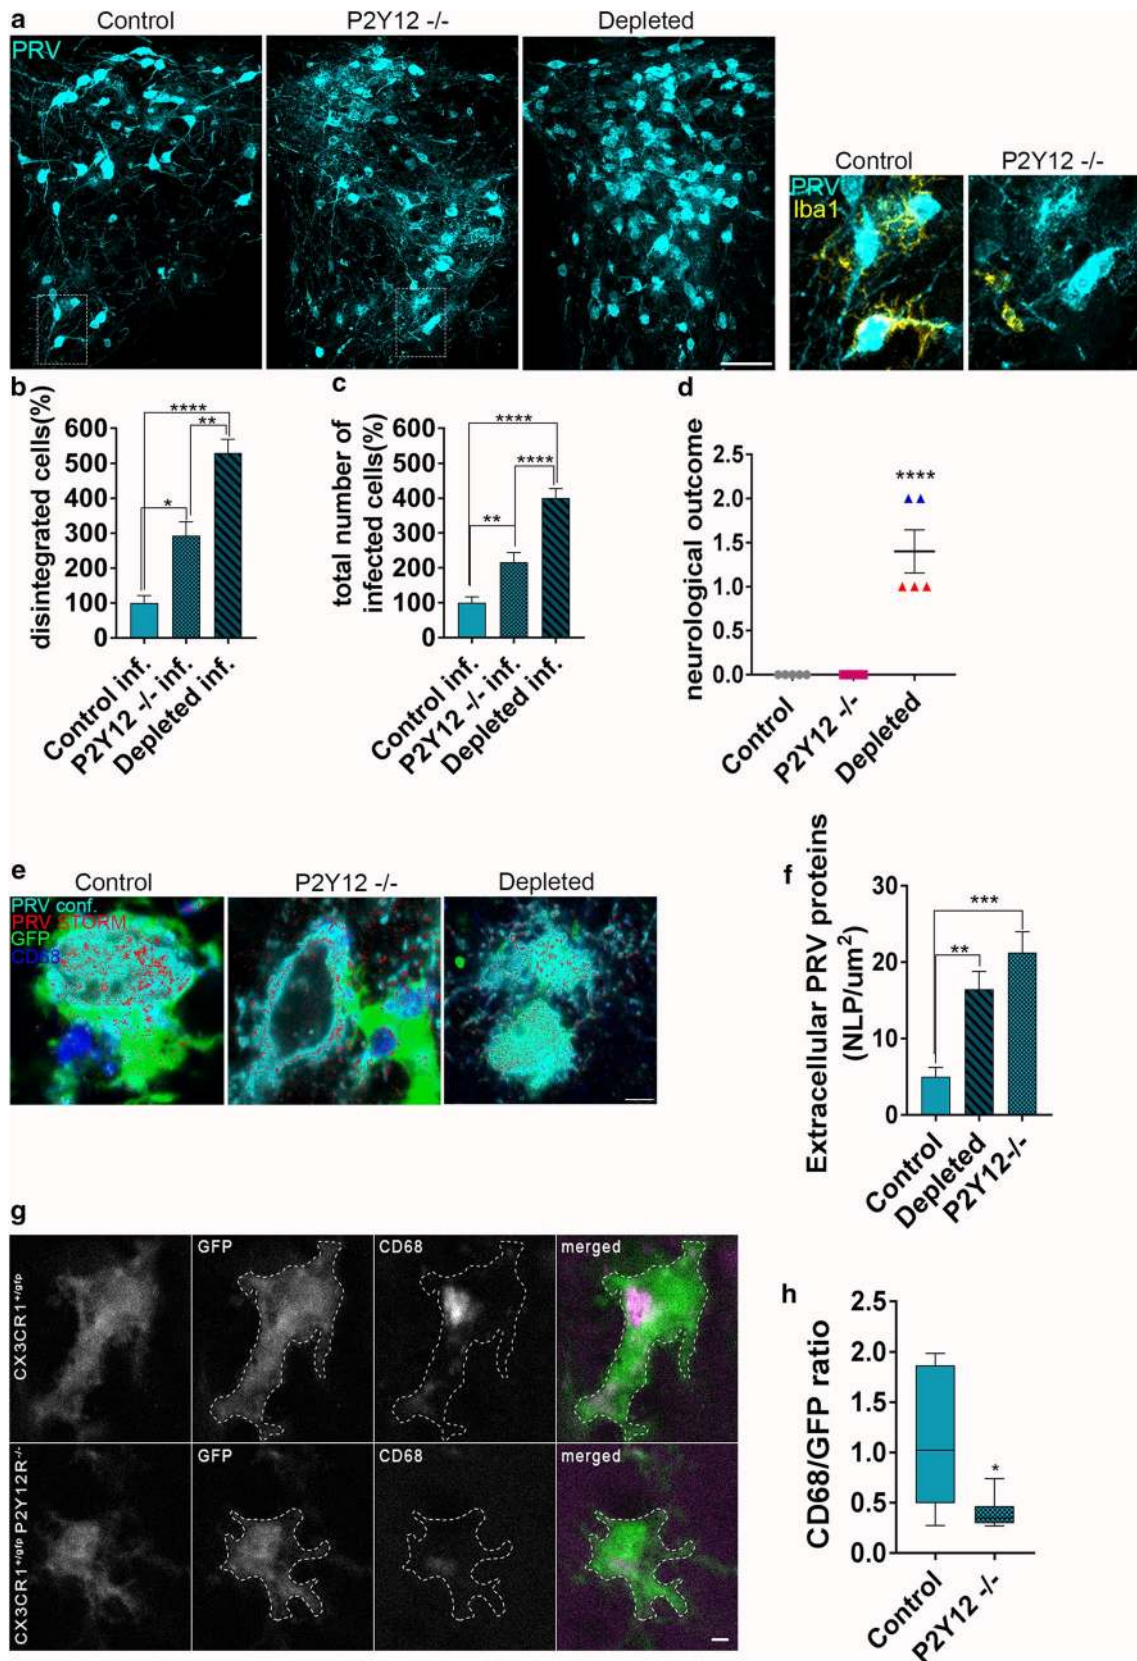 a
Control
P2Y12 -/-
Depleted
PRV
Control
P2Y12 -/-
PRV
Iba1
b
disintegrated cells(%)
600
500
400
300
200
100
0
****
**
*
Control inf.
P2Y12 -/- inf.
Depleted inf.
c
total number of
infected cells(%)
600
500
400
300
200
100
0
****
****
**
Control inf.
P2Y12 -/- inf.
Depleted inf.
d
neurological outcome
2.5
2.0
1.5
1.0
0.5
0.0
****
Control
P2Y12 -/-
Depleted
e
Control
P2Y12 -/-
Depleted
PRV conf.
PRV STORM
GFP
CD68
f
Extracellular PRV proteins
(NLP/um²)
30
20
10
0
***
**
Control
Depleted
P2Y12-/-
g
GFP
CD68
merged
CX3CR1+/gfp
GFP
CD68
merged
CX3CR1+/gfp P2Y12R-/-
h
CD68/GFP ratio
2.5
2.0
1.5
1.0
0.5
0.0
*
Control
P2Y12 -/-